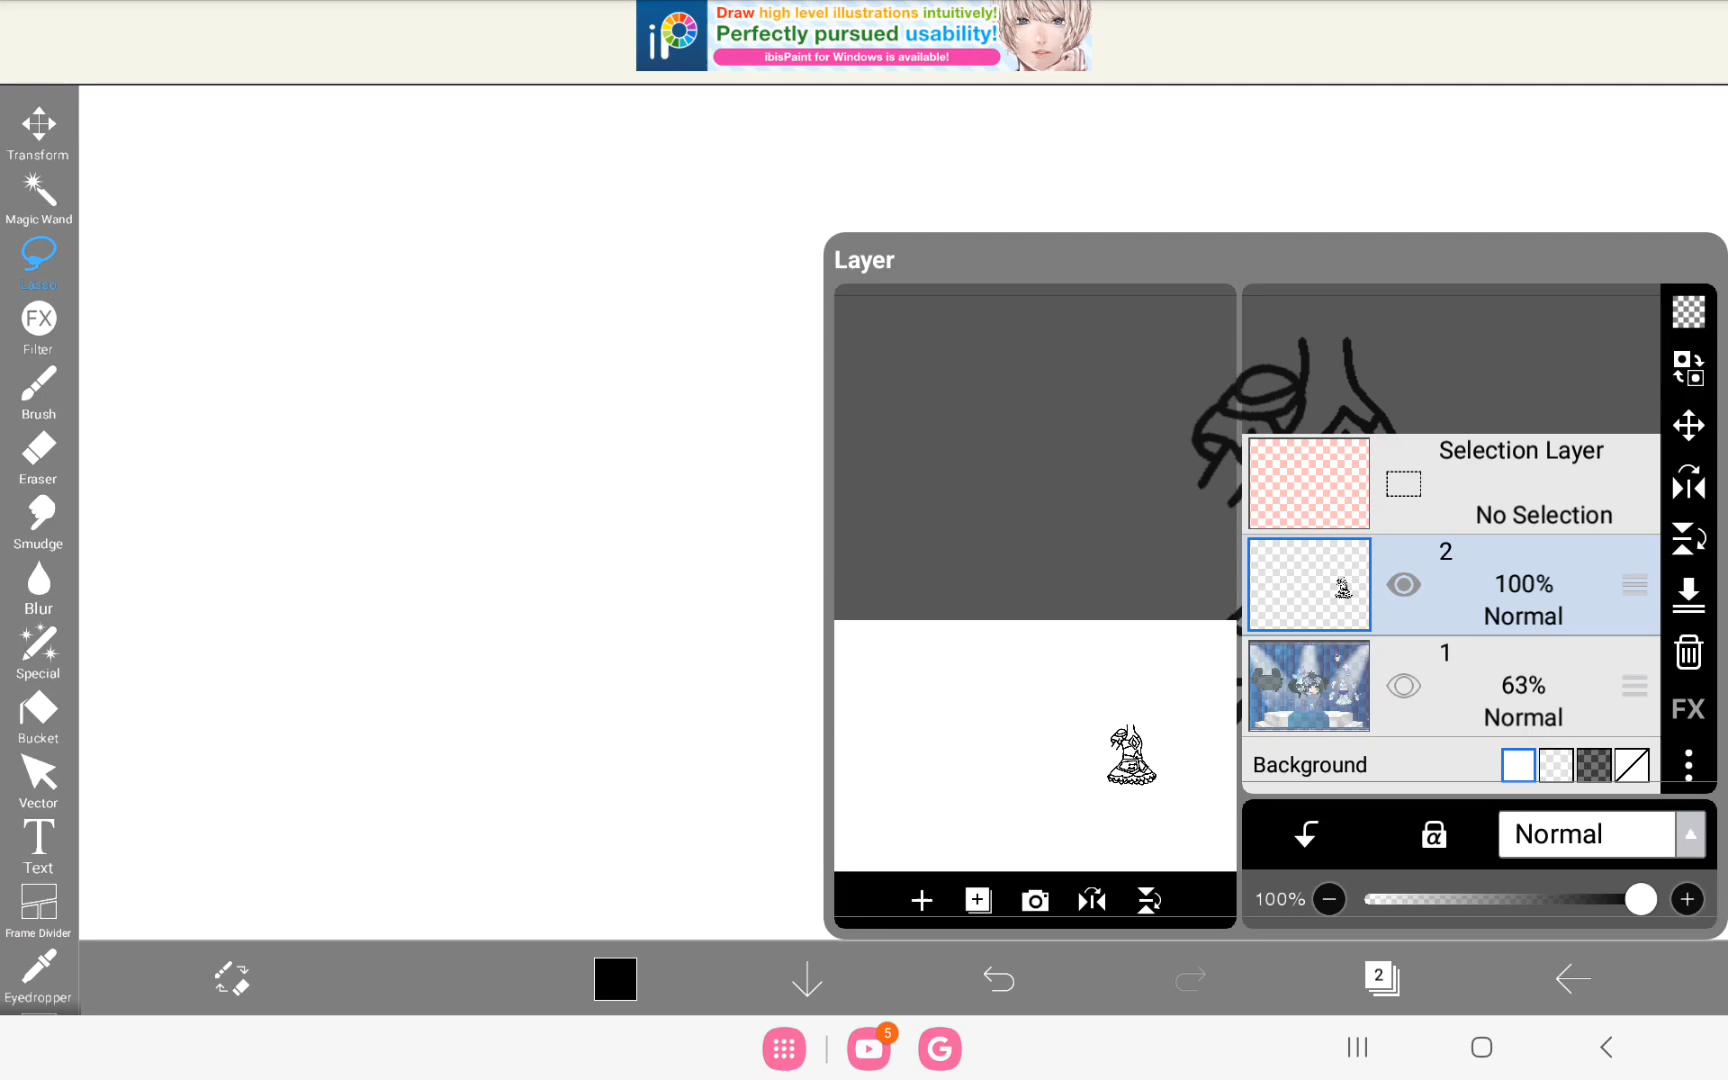 Draw high level illustrations intuitively!
iP
Perfectly pursued usability!
ibisPaint for Windows is available!
Transform
Magic Wand
Lasso
FX
Filter
Brush
Eraser
Smudge
Blur
Special
Bucket
Vector
T
Text
Frame Divider
Eyedropper
Layer
Selection Layer
No Selection
2
100%
Normal
1
63%
Normal
FX
Background
α
Normal
100%
2
5
G